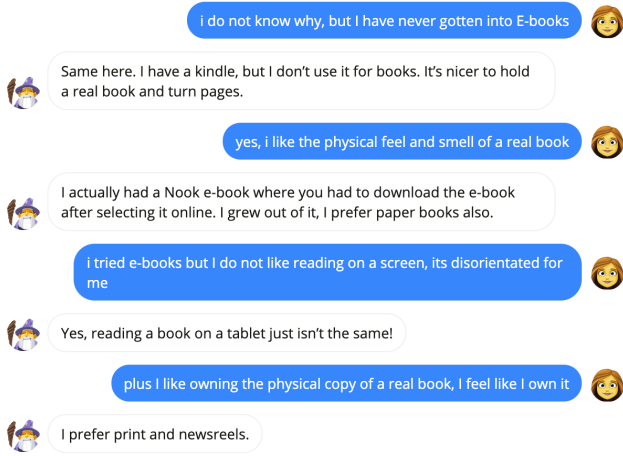 i do not know why, but I have never gotten into E-books
Same here. I have a kindle, but I don't use it for books. It's nicer to hold
a real book and turn pages.
yes, i like the physical feel and smell of a real book
I actually had a Nook e-book where you had to download the e-book
after selecting it online. I grew out of it, I prefer paper books also.
i tried e-books but I do not like reading on a screen, its disorientated for
me
Yes, reading a book on a tablet just isn't the same!
plus I like owning the physical copy of a real book, I feel like I own it
I prefer print and newsreels.